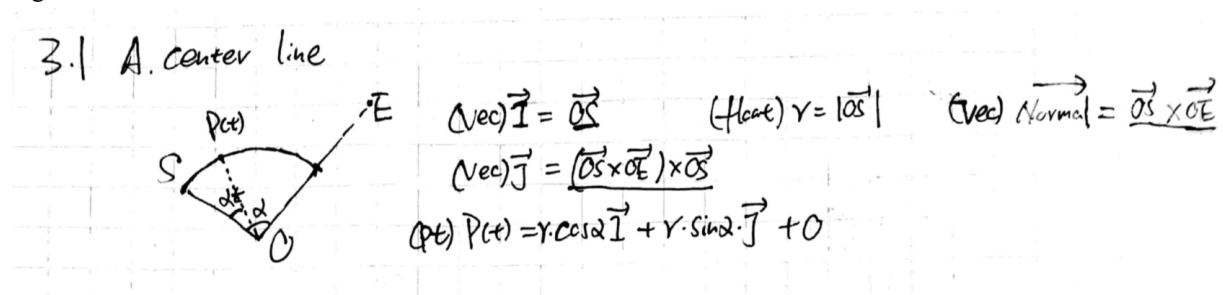 3.1 A. center line
(Vec) I⃗ = OS⃗ (float) r = |OS⃗| (Vec) Normal⃗ = OS⃗ × OE⃗
(Vec) J⃗ = (OS⃗ × OE⃗) × OS⃗
(pt) P(t) = r·cosα I⃗ + r·sinα·J⃗ + O
P(t)
E
S
α
O